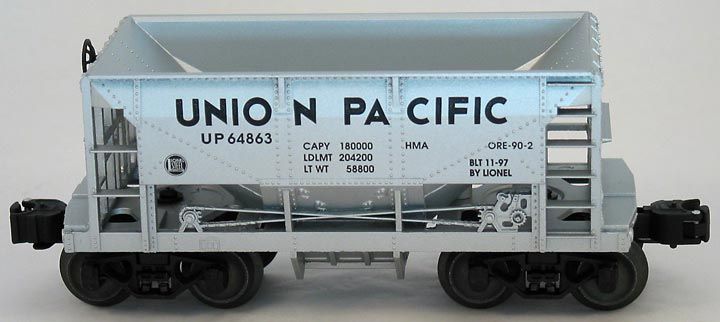 UNION PACIFIC
UP 64863
CAPY 180000 HMA ORE-90-2
LDLMT 204200
LT WT 58800
BLT 11-97
BY LIONEL